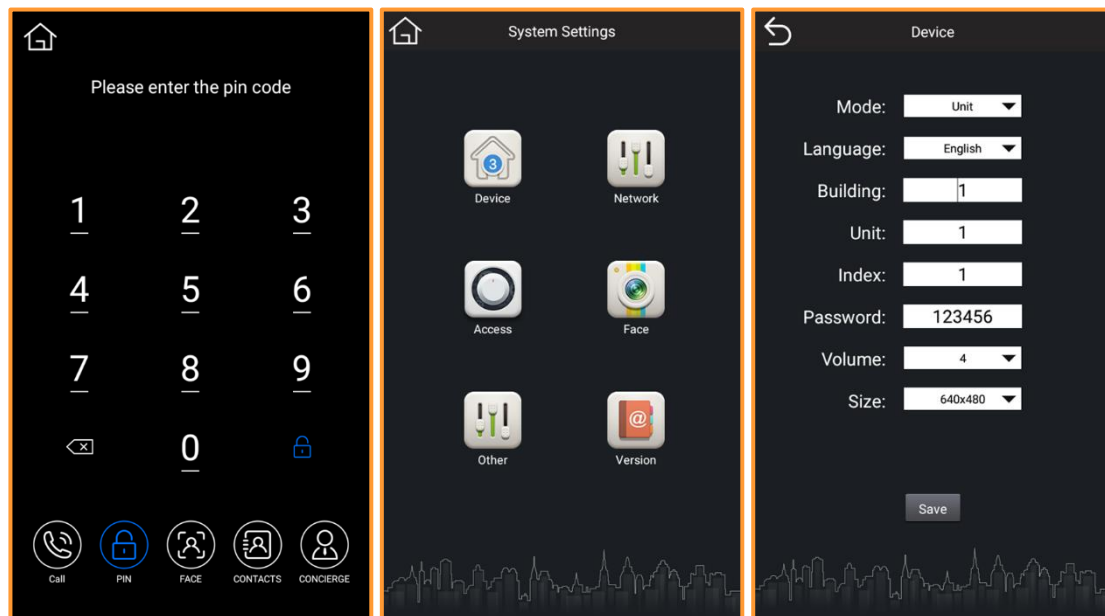 Please enter the pin code
1 2 3
4 5 6
7 8 9
0
Call PIN FACE CONTACTS CONCIERGE
System Settings
3
Device Network
Access Face
@
Other Version
Device
Mode: Unit
Language: English
Building: 1
Unit: 1
Index: 1
Password: 123456
Volume: 4
Size: 640x480
Save